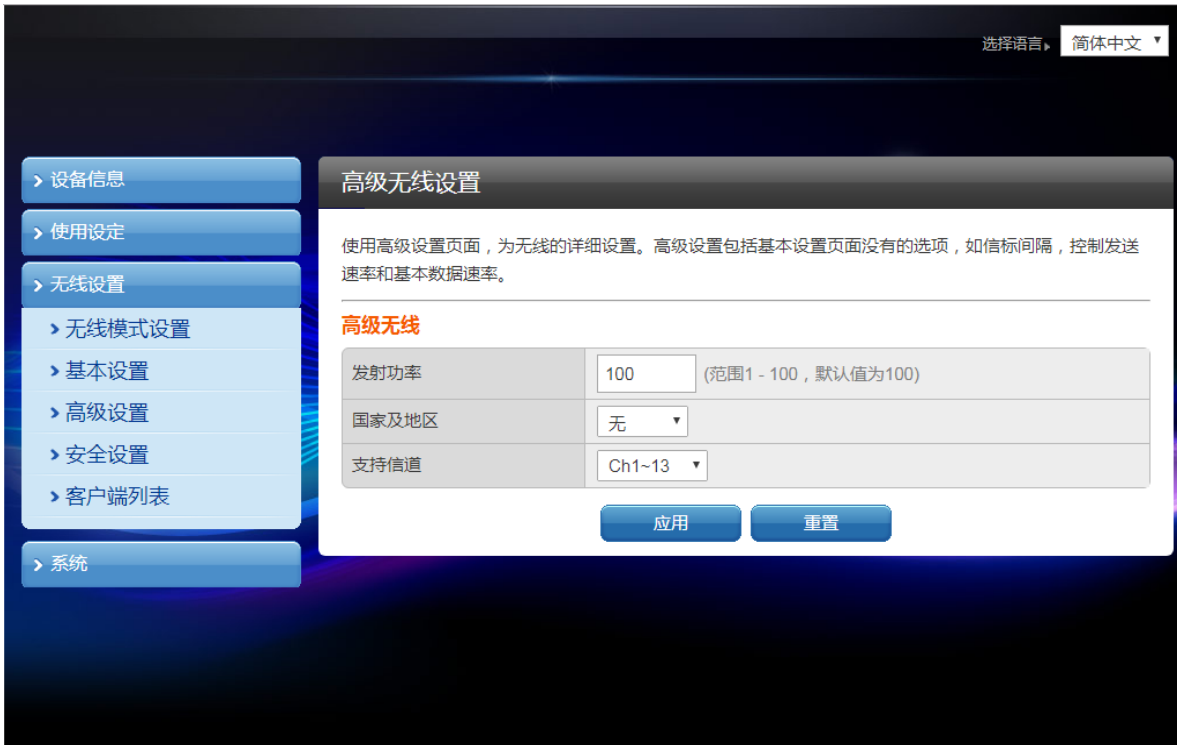 选择语言 简体中文
设备信息
使用设定
无线设置
无线模式设置
基本设置
高级设置
安全设置
客户端列表
系统
高级无线设置
使用高级设置页面，为无线的详细设置。高级设置包括基本设置页面没有的选项，如信标间隔，控制发送
速率和基本数据速率。
高级无线
发射功率 100 (范围1 - 100，默认值为100)
国家及地区 无
支持信道 Ch1~13
应用 重置